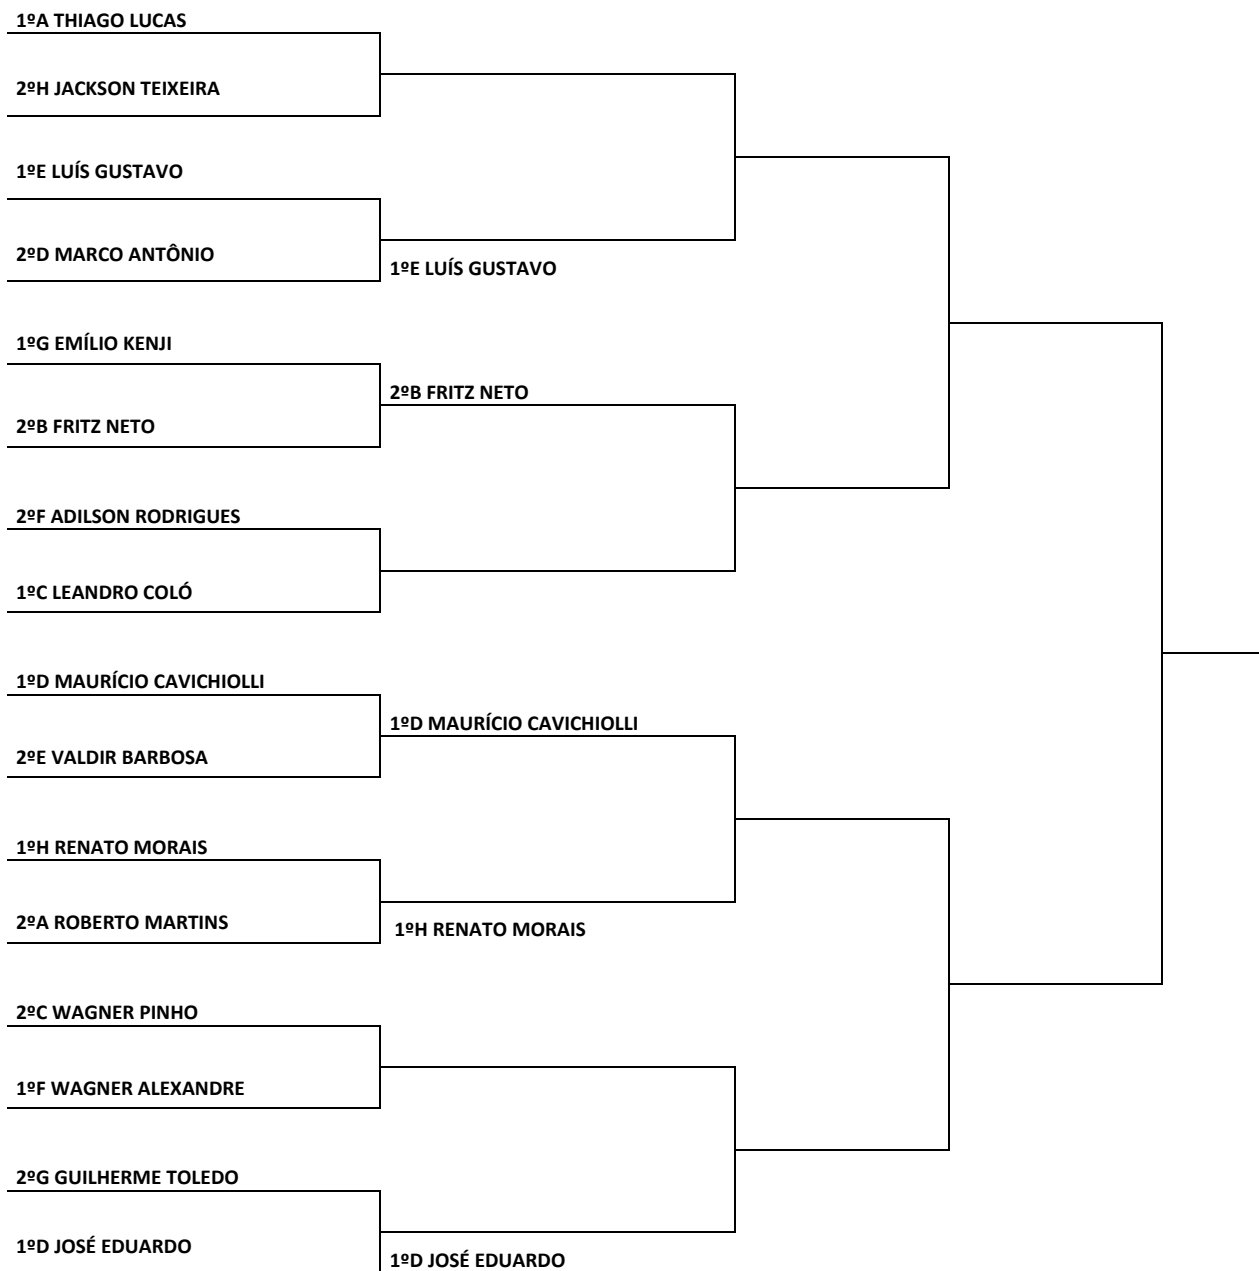 1ºA THIAGO LUCAS
2ºH JACKSON TEIXEIRA
1ºE LUÍS GUSTAVO
2ºD MARCO ANTÔNIO
1ºE LUÍS GUSTAVO
1ºG EMÍLIO KENJI
2ºB FRITZ NETO
2ºB FRITZ NETO
2ºF ADILSON RODRIGUES
1ºC LEANDRO COLÓ
1ºD MAURÍCIO CAVICHIOLLI
1ºD MAURÍCIO CAVICHIOLLI
2ºE VALDIR BARBOSA
1ºH RENATO MORAIS
2ºA ROBERTO MARTINS
1ºH RENATO MORAIS
2ºC WAGNER PINHO
1ºF WAGNER ALEXANDRE
2ºG GUILHERME TOLEDO
1ºD JOSÉ EDUARDO
1ºD JOSÉ EDUARDO